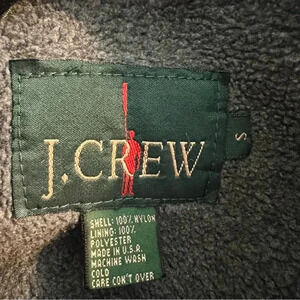 J.CREW
S
SHELL: 100% NYLON
LINING: 100%
POLYESTER
MADE IN U.S.A.
MACHINE WASH
COLD
CARE CON'T OVER